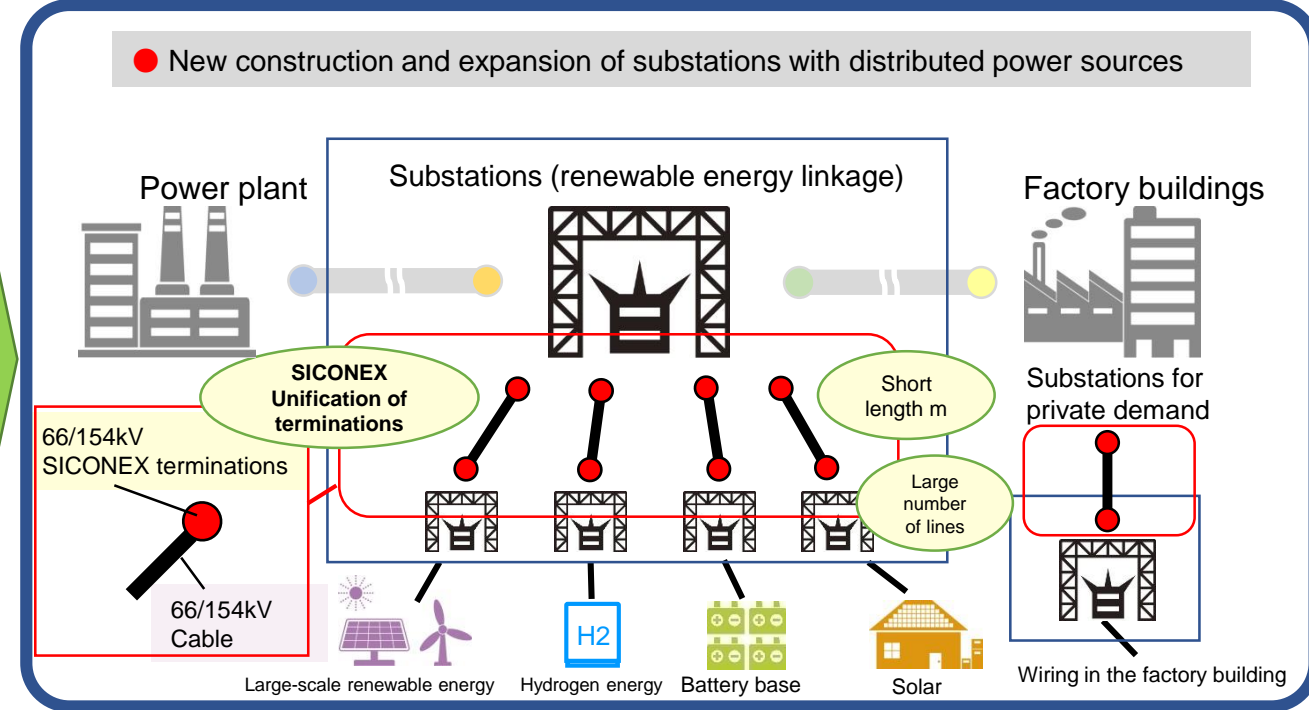 New construction and expansion of substations with distributed power sources
Power plant
Substations (renewable energy linkage)
Factory buildings
SICONEX
Unification of
terminations
Short
length m
Substations for
private demand
66/154kV
SICONEX terminations
Large
number
of lines
66/154kV
Cable
H2
Large-scale renewable energy
Hydrogen energy
Battery base
Solar
Wiring in the factory building